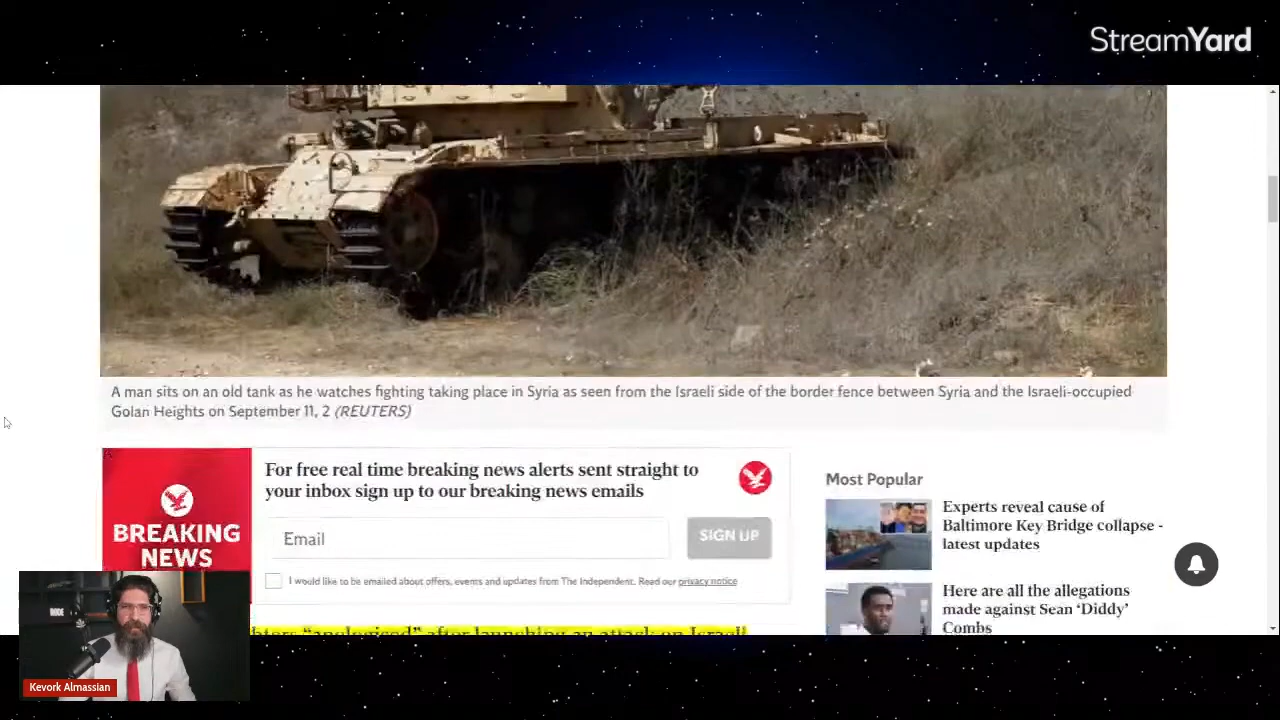 StreamYard
A man sits on an old tank as he watches fighting taking place in Syria as seen from the Israeli side of the border fence between Syria and the Israeli-occupied
Golan Heights on September 11, 2 (REUTERS)
BREAKING
NEWS
For free real time breaking news alerts sent straight to
your inbox sign up to our breaking news emails
Email
SIGN UP
I would like to be emailed about offers, events and updates from The Independent. Read our privacy notice
Most Popular
Experts reveal cause of
Baltimore Key Bridge collapse -
latest updates
Here are all the allegations
made against Sean ‘Diddy’
Combs
“apologised” after launching an attack on Israeli
Kevork Almassian